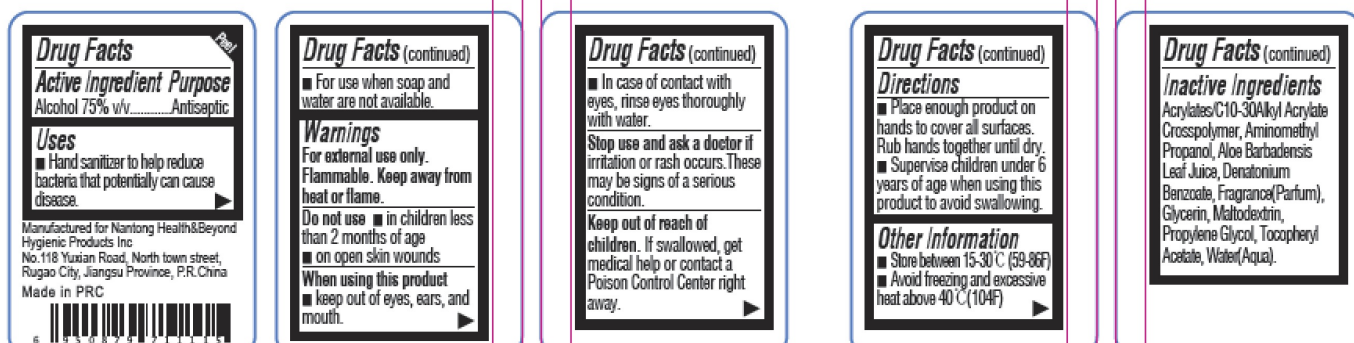 Peel
Drug Facts
Active Ingredient Purpose
Alcohol 75% v/v.............Antiseptic
Uses
■ Hand sanitizer to help reduce
bacteria that potentially can cause
disease.
Manufactured for Nantong Health&Beyond
Hygienic Products Inc
No.118 Yuxian Road, North town street,
Rugao City, Jiangsu Province, P.R.China
Made in PRC
6 950829 711115
Drug Facts (continued)
■ For use when soap and
water are not available.
Warnings
For external use only.
Flammable. Keep away from
heat or flame.
Do not use ■ in children less
than 2 months of age
■ on open skin wounds
When using this product
■ keep out of eyes, ears, and
mouth.
Drug Facts (continued)
■ In case of contact with
eyes, rinse eyes thoroughly
with water.
Stop use and ask a doctor if
irritation or rash occurs.These
may be signs of a serious
condition.
Keep out of reach of
children. If swallowed, get
medical help or contact a
Poison Control Center right
away.
Drug Facts (continued)
Directions
■ Place enough product on
hands to cover all surfaces.
Rub hands together until dry.
■ Supervise children under 6
years of age when using this
product to avoid swallowing.
Other Information
■ Store between 15-30℃ (59-86F)
■ Avoid freezing and excessive
heat above 40℃(104F)
Drug Facts (continued)
Inactive Ingredients
Acrylates/C10-30Alkyl Acrylate
Crosspolymer, Aminomethyl
Propanol, Aloe Barbadensis
Leaf Juice, Denatonium
Benzoate, Fragrance(Parfum),
Glycerin, Maltodextrin,
Propylene Glycol, Tocopheryl
Acetate, Water(Aqua).